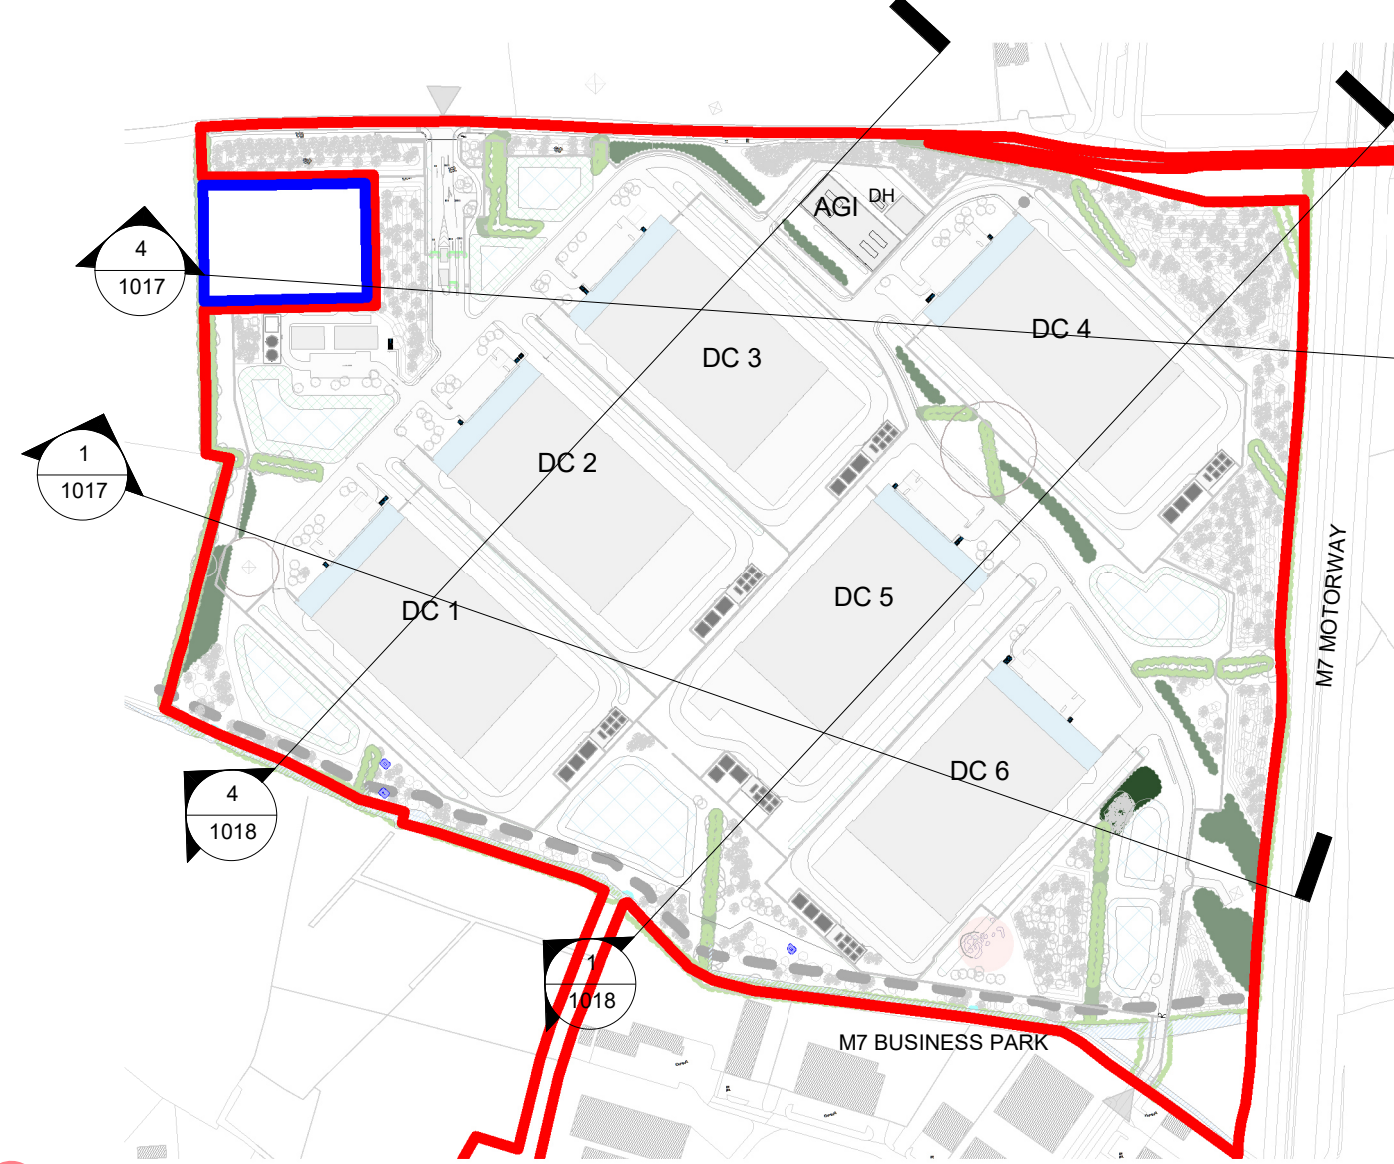 AGI
DH
4
1017
DC 4
DC 3
1
1017
DC 2
DC 5
DC 1
M7 MOTORWAY
DC 6
4
1018
1
1018
M7 BUSINESS PARK